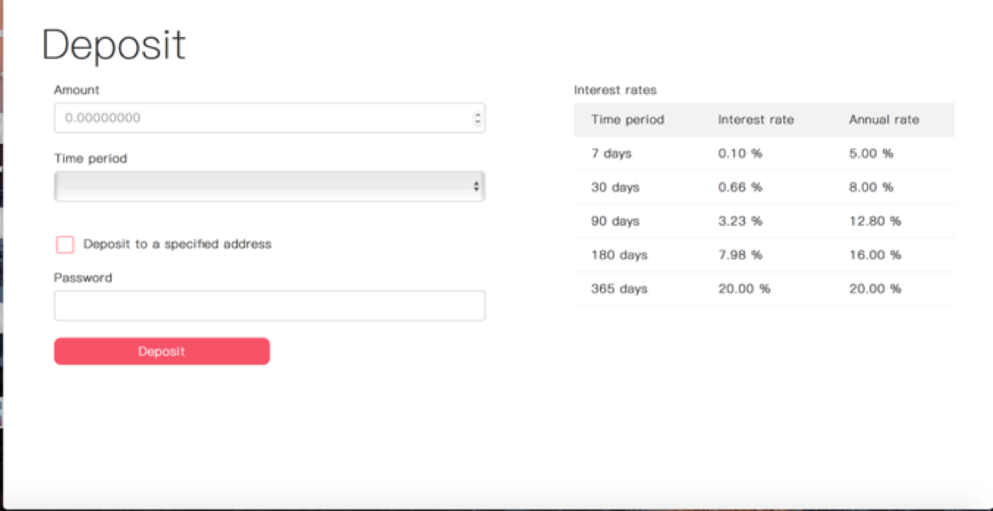 Deposit
Amount
0.00000000
Time period
Deposit to a specified address
Password
Deposit
Interest rates
Time period Interest rate Annual rate
7 days 0.10 % 5.00 %
30 days 0.66 % 8.00 %
90 days 3.23 % 12.80 %
180 days 7.98 % 16.00 %
365 days 20.00 % 20.00 %